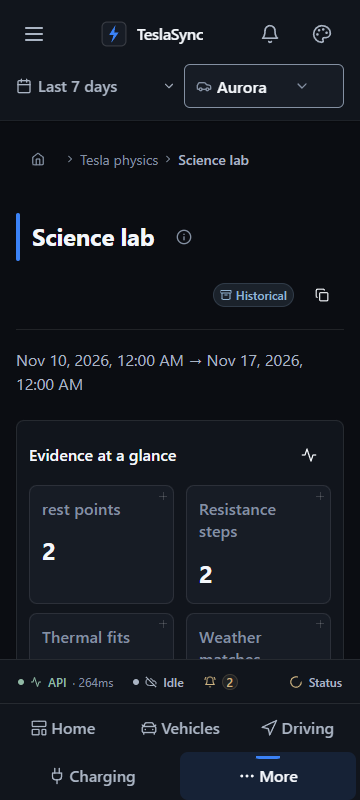 TeslaSync
Last 7 days
Aurora
Tesla physics
Science lab
Science lab
Historical
Nov 10, 2026, 12:00 AM → Nov 17, 2026,
12:00 AM
Evidence at a glance
rest points
2
Resistance
steps
2
Thermal fits
Weather
matches
API · 264ms
Idle
2
Status
Home
Vehicles
Driving
Charging
More